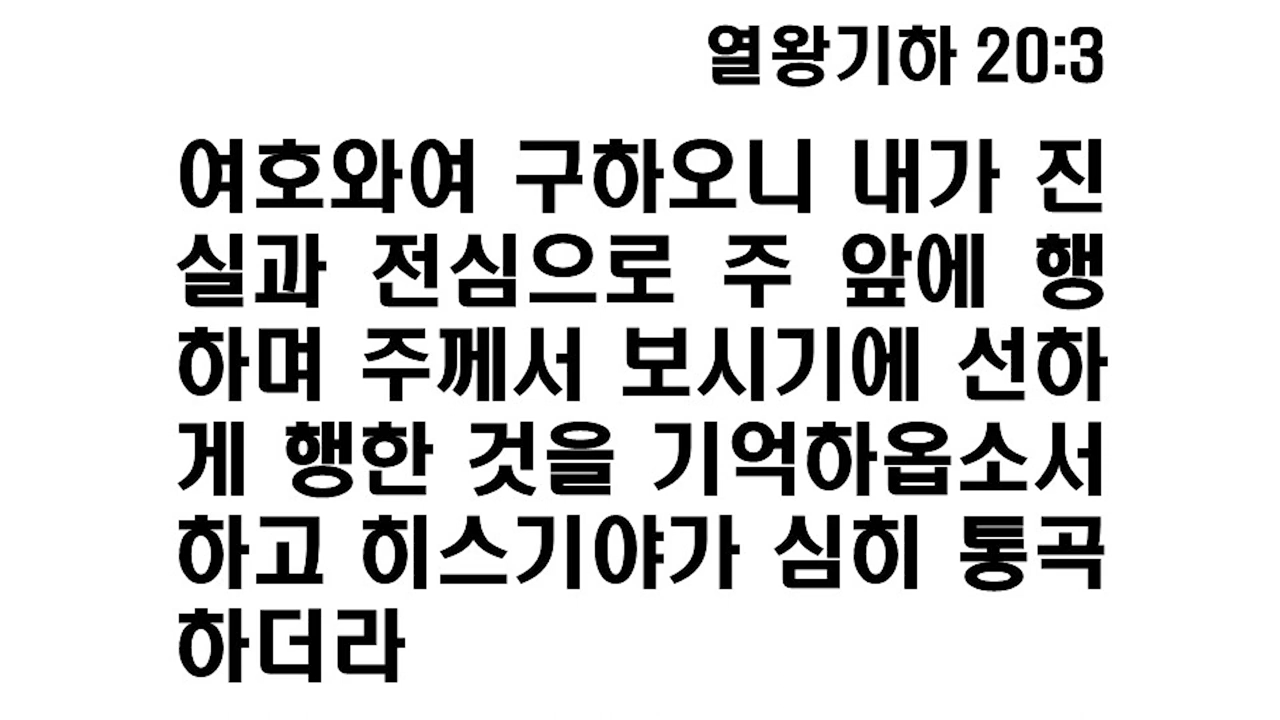 열왕기하 20:3
여호와여 구하오니 내가 진
실과 전심으로 주 앞에 행
하며 주께서 보시기에 선하
게 행한 것을 기억하옵소서
하고 히스기야가 심히 통곡
하더라